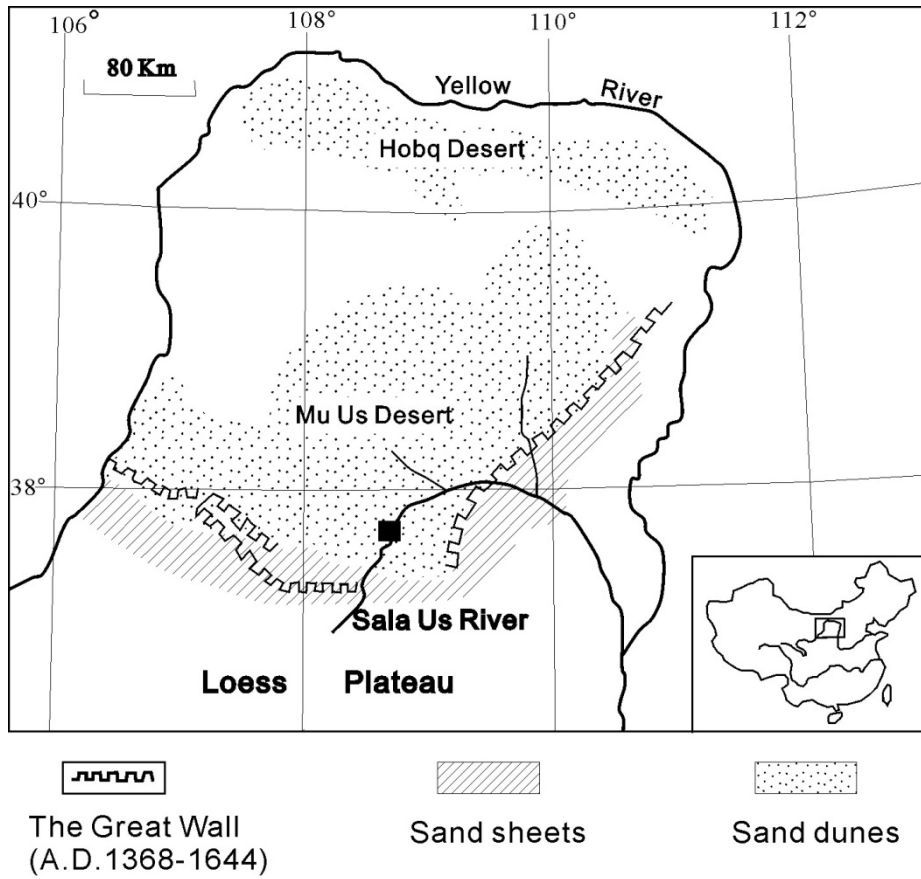 106° 108° 110° 112°
80 Km
Yellow River
Hobq Desert
40°
Mu Us Desert
38°
Sala Us River
Loess Plateau
The Great Wall
(A.D.1368-1644)
Sand sheets
Sand dunes